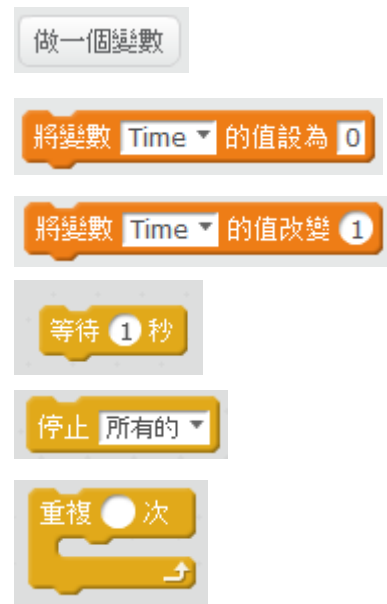 做一個變數
將變數 Time 的值設為 0
將變數 Time 的值改變 1
等待 1 秒
停止 所有的
重複 次